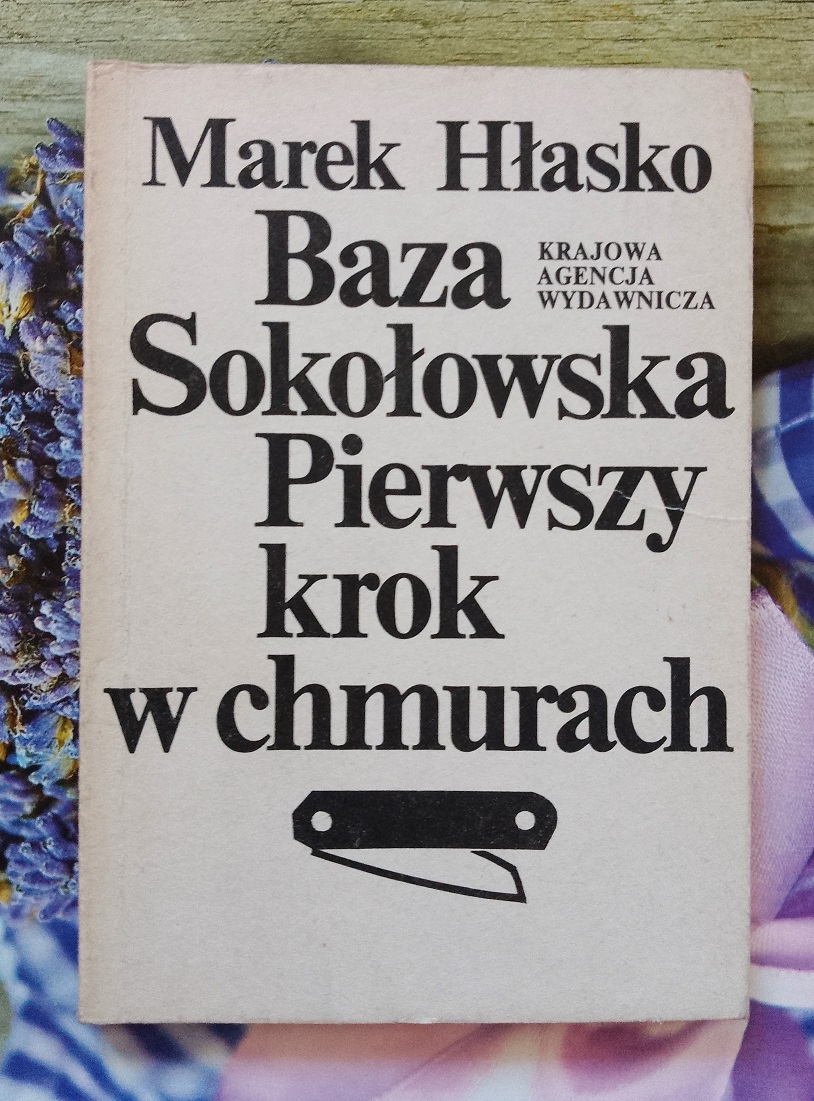 Marek Hłasko
Baza
KRAJOWA
AGENCJA
WYDAWNICZA
Sokołowska
Pierwszy
krok
w chmurach